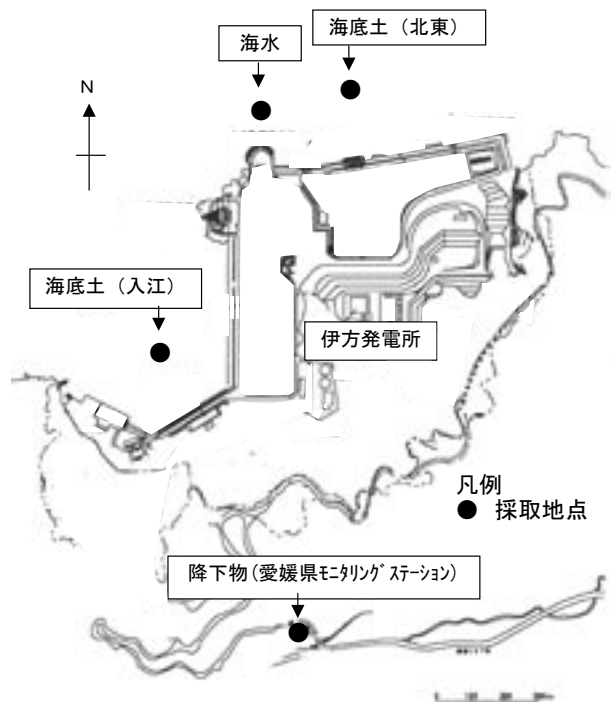 海底土（北東）
海水
N
海底土（入江）
伊方発電所
凡例
● 採取地点
降下物(愛媛県ﾓﾆﾀﾘﾝｸﾞｽﾃｰｼｮﾝ)